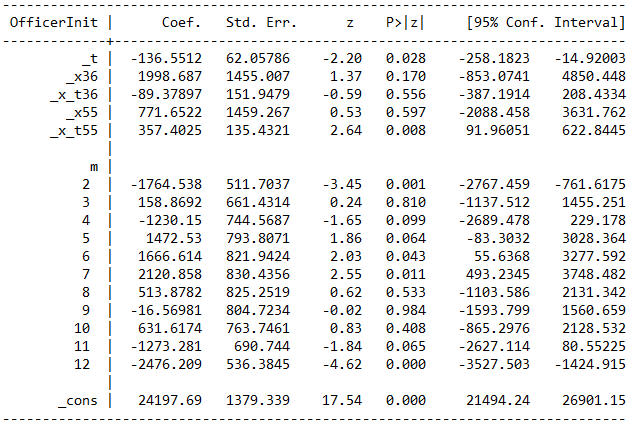 OfficerInit | Coef. Std. Err. z P>|z| [95% Conf. Interval]
_t | -136.5512 62.05786 -2.20 0.028 -258.1823 -14.92003
_x36 | 1998.687 1455.007 1.37 0.170 -853.0741 4850.448
_x_t36 | -89.37897 151.9479 -0.59 0.556 -387.1914 208.4334
_x55 | 771.6522 1459.267 0.53 0.597 -2088.458 3631.762
_x_t55 | 357.4025 135.4321 2.64 0.008 91.96051 622.8445
|
m |
2 | -1764.538 511.7037 -3.45 0.001 -2767.459 -761.6175
3 | 158.8692 661.4314 0.24 0.810 -1137.512 1455.251
4 | -1230.15 744.5687 -1.65 0.099 -2689.478 229.178
5 | 1472.53 793.8071 1.86 0.064 -83.3032 3028.364
6 | 1666.614 821.9424 2.03 0.043 55.6368 3277.592
7 | 2120.858 830.4356 2.55 0.011 493.2345 3748.482
8 | 513.8782 825.2519 0.62 0.533 -1103.586 2131.342
9 | -16.56981 804.7234 -0.02 0.984 -1593.799 1560.659
10 | 631.6174 763.7461 0.83 0.408 -865.2976 2128.532
11 | -1273.281 690.744 -1.84 0.065 -2627.114 80.55225
12 | -2476.209 536.3845 -4.62 0.000 -3527.503 -1424.915
|
_cons | 24197.69 1379.339 17.54 0.000 21494.24 26901.15